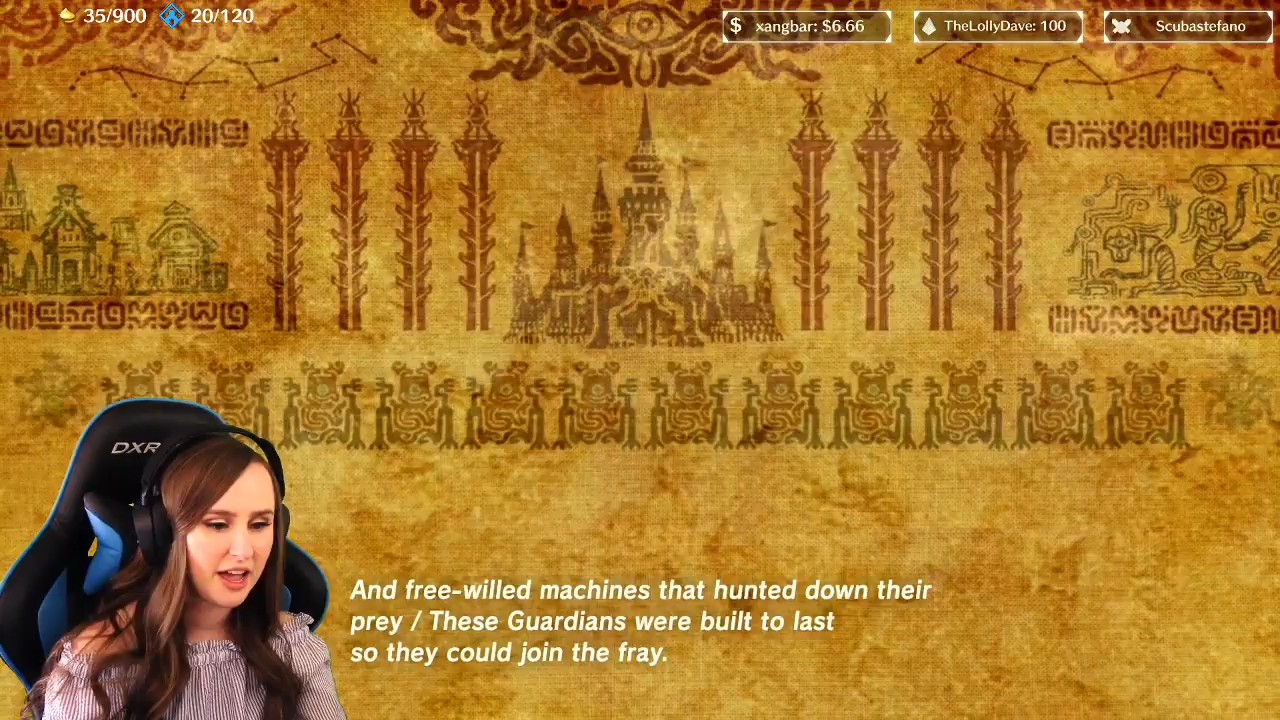 35/900 20/120
$ xangbar: $6.66
TheLollyDave: 100
Scubastefano
DXR
And free-willed machines that hunted down their
prey / These Guardians were built to last
so they could join the fray.